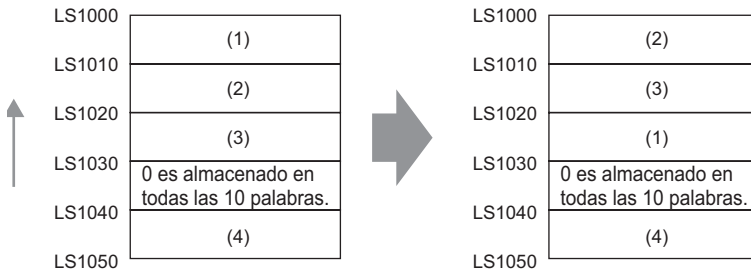 LS1000
(1)
LS1010
(2)
LS1020
(3)
LS1030
0 es almacenado en
todas las 10 palabras.
LS1040
(4)
LS1050
LS1000
(2)
LS1010
(3)
LS1020
(1)
LS1030
0 es almacenado en
todas las 10 palabras.
LS1040
(4)
LS1050